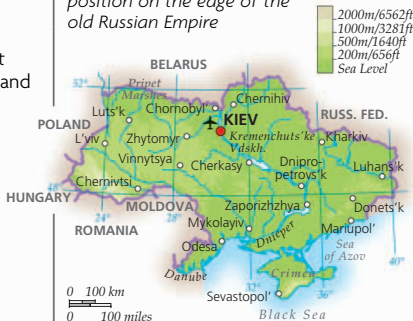 position on the edge of the
old Russian Empire
2000m/6562ft
1000m/3281ft
500m/1640ft
200m/656ft
Sea Level
t
and
BELARUS
52°
Pripet
Marshes
Chornobyl'
Chernihiv
Luts'k
KIEV
RUSS. FED.
POLAND
L'viv
Zhytomyr
Kremenchuts'ke
Vdskh.
Kharkiv
Vinnytsya
Cherkasy
Dnipro-
petrovs'k
Luhans'k
Chernivtsi
48°
HUNGARY
24°
MOLDOVA
28°
Zaporizhzhya
Donets'k
ROMANIA
Mykolayiv
Dnieper
Mariupol'
Odesa
Sea
of Azov
40°
Danube
32°
Crimea
36°
Sevastopol'
0 100 km
0 100 miles
Black Sea